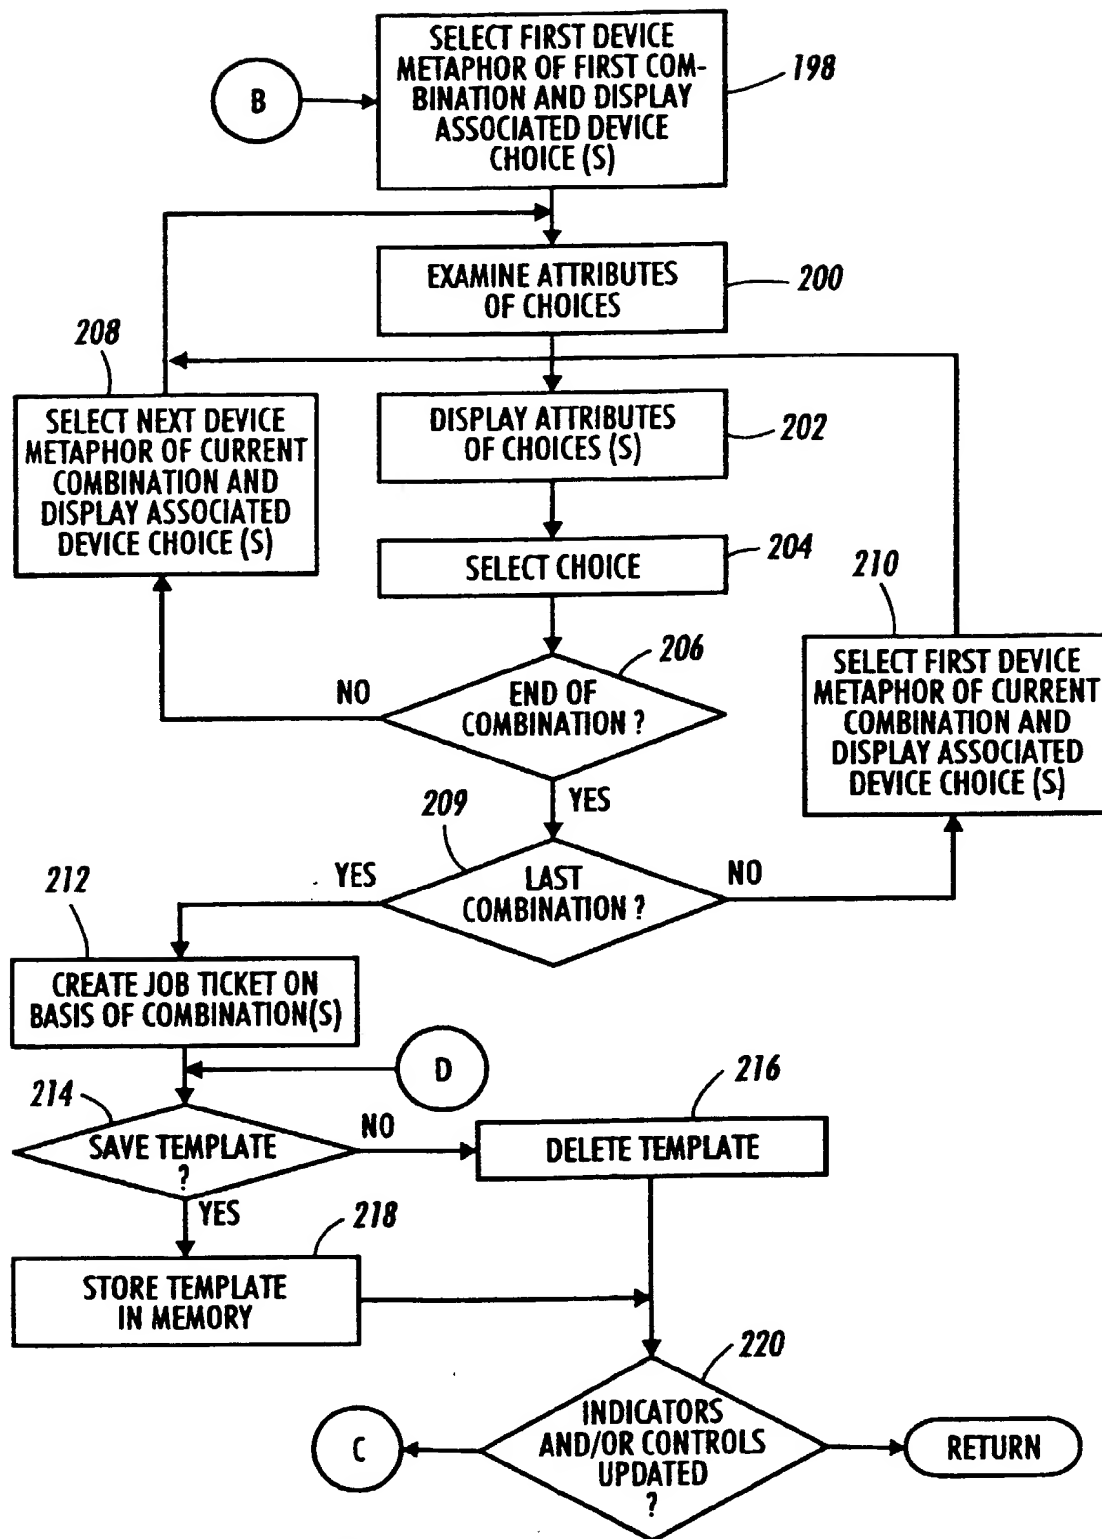 SELECT FIRST DEVICE
METAPHOR OF FIRST COM-
BINATION AND DISPLAY
ASSOCIATED DEVICE
CHOICE (S)
198
B
EXAMINE ATTRIBUTES
OF CHOICES
200
208
SELECT NEXT DEVICE
METAPHOR OF CURRENT
COMBINATION AND
DISPLAY ASSOCIATED
DEVICE CHOICE (S)
DISPLAY ATTRIBUTES
OF CHOICES (S)
202
SELECT CHOICE
204
210
SELECT FIRST DEVICE
METAPHOR OF CURRENT
COMBINATION AND
DISPLAY ASSOCIATED
DEVICE CHOICE (S)
206
NO
END OF
COMBINATION ?
YES
209
YES
LAST
COMBINATION ?
NO
212
CREATE JOB TICKET ON
BASIS OF COMBINATION(S)
D
214
SAVE TEMPLATE
?
NO
216
DELETE TEMPLATE
YES
218
STORE TEMPLATE
IN MEMORY
220
INDICATORS
AND/OR CONTROLS
UPDATED
?
C
RETURN